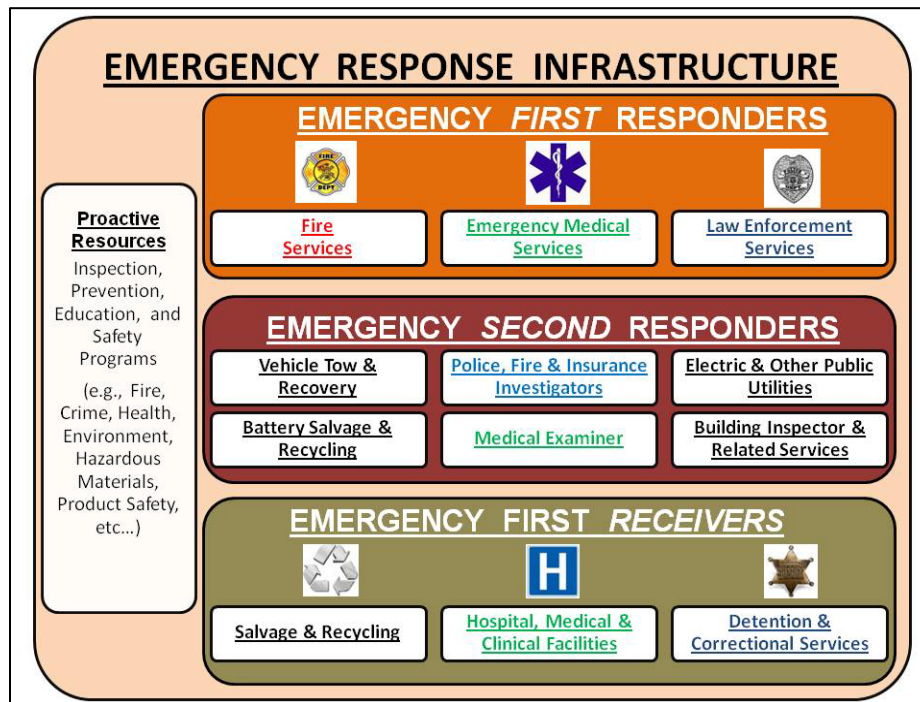 EMERGENCY RESPONSE INFRASTRUCTURE
Proactive
Resources
Inspection,
Prevention,
Education, and
Safety
Programs
(e.g., Fire,
Crime, Health,
Environment,
Hazardous
Materials,
Product Safety,
etc...)
EMERGENCY FIRST RESPONDERS
FIRE
DEPT
Fire
Services
Emergency Medical
Services
Law Enforcement
Services
EMERGENCY SECOND RESPONDERS
Vehicle Tow &
Recovery
Police, Fire & Insurance
Investigators
Electric & Other Public
Utilities
Battery Salvage &
Recycling
Medical Examiner
Building Inspector &
Related Services
EMERGENCY FIRST RECEIVERS
H
Salvage & Recycling
Hospital, Medical &
Clinical Facilities
Detention &
Correctional Services